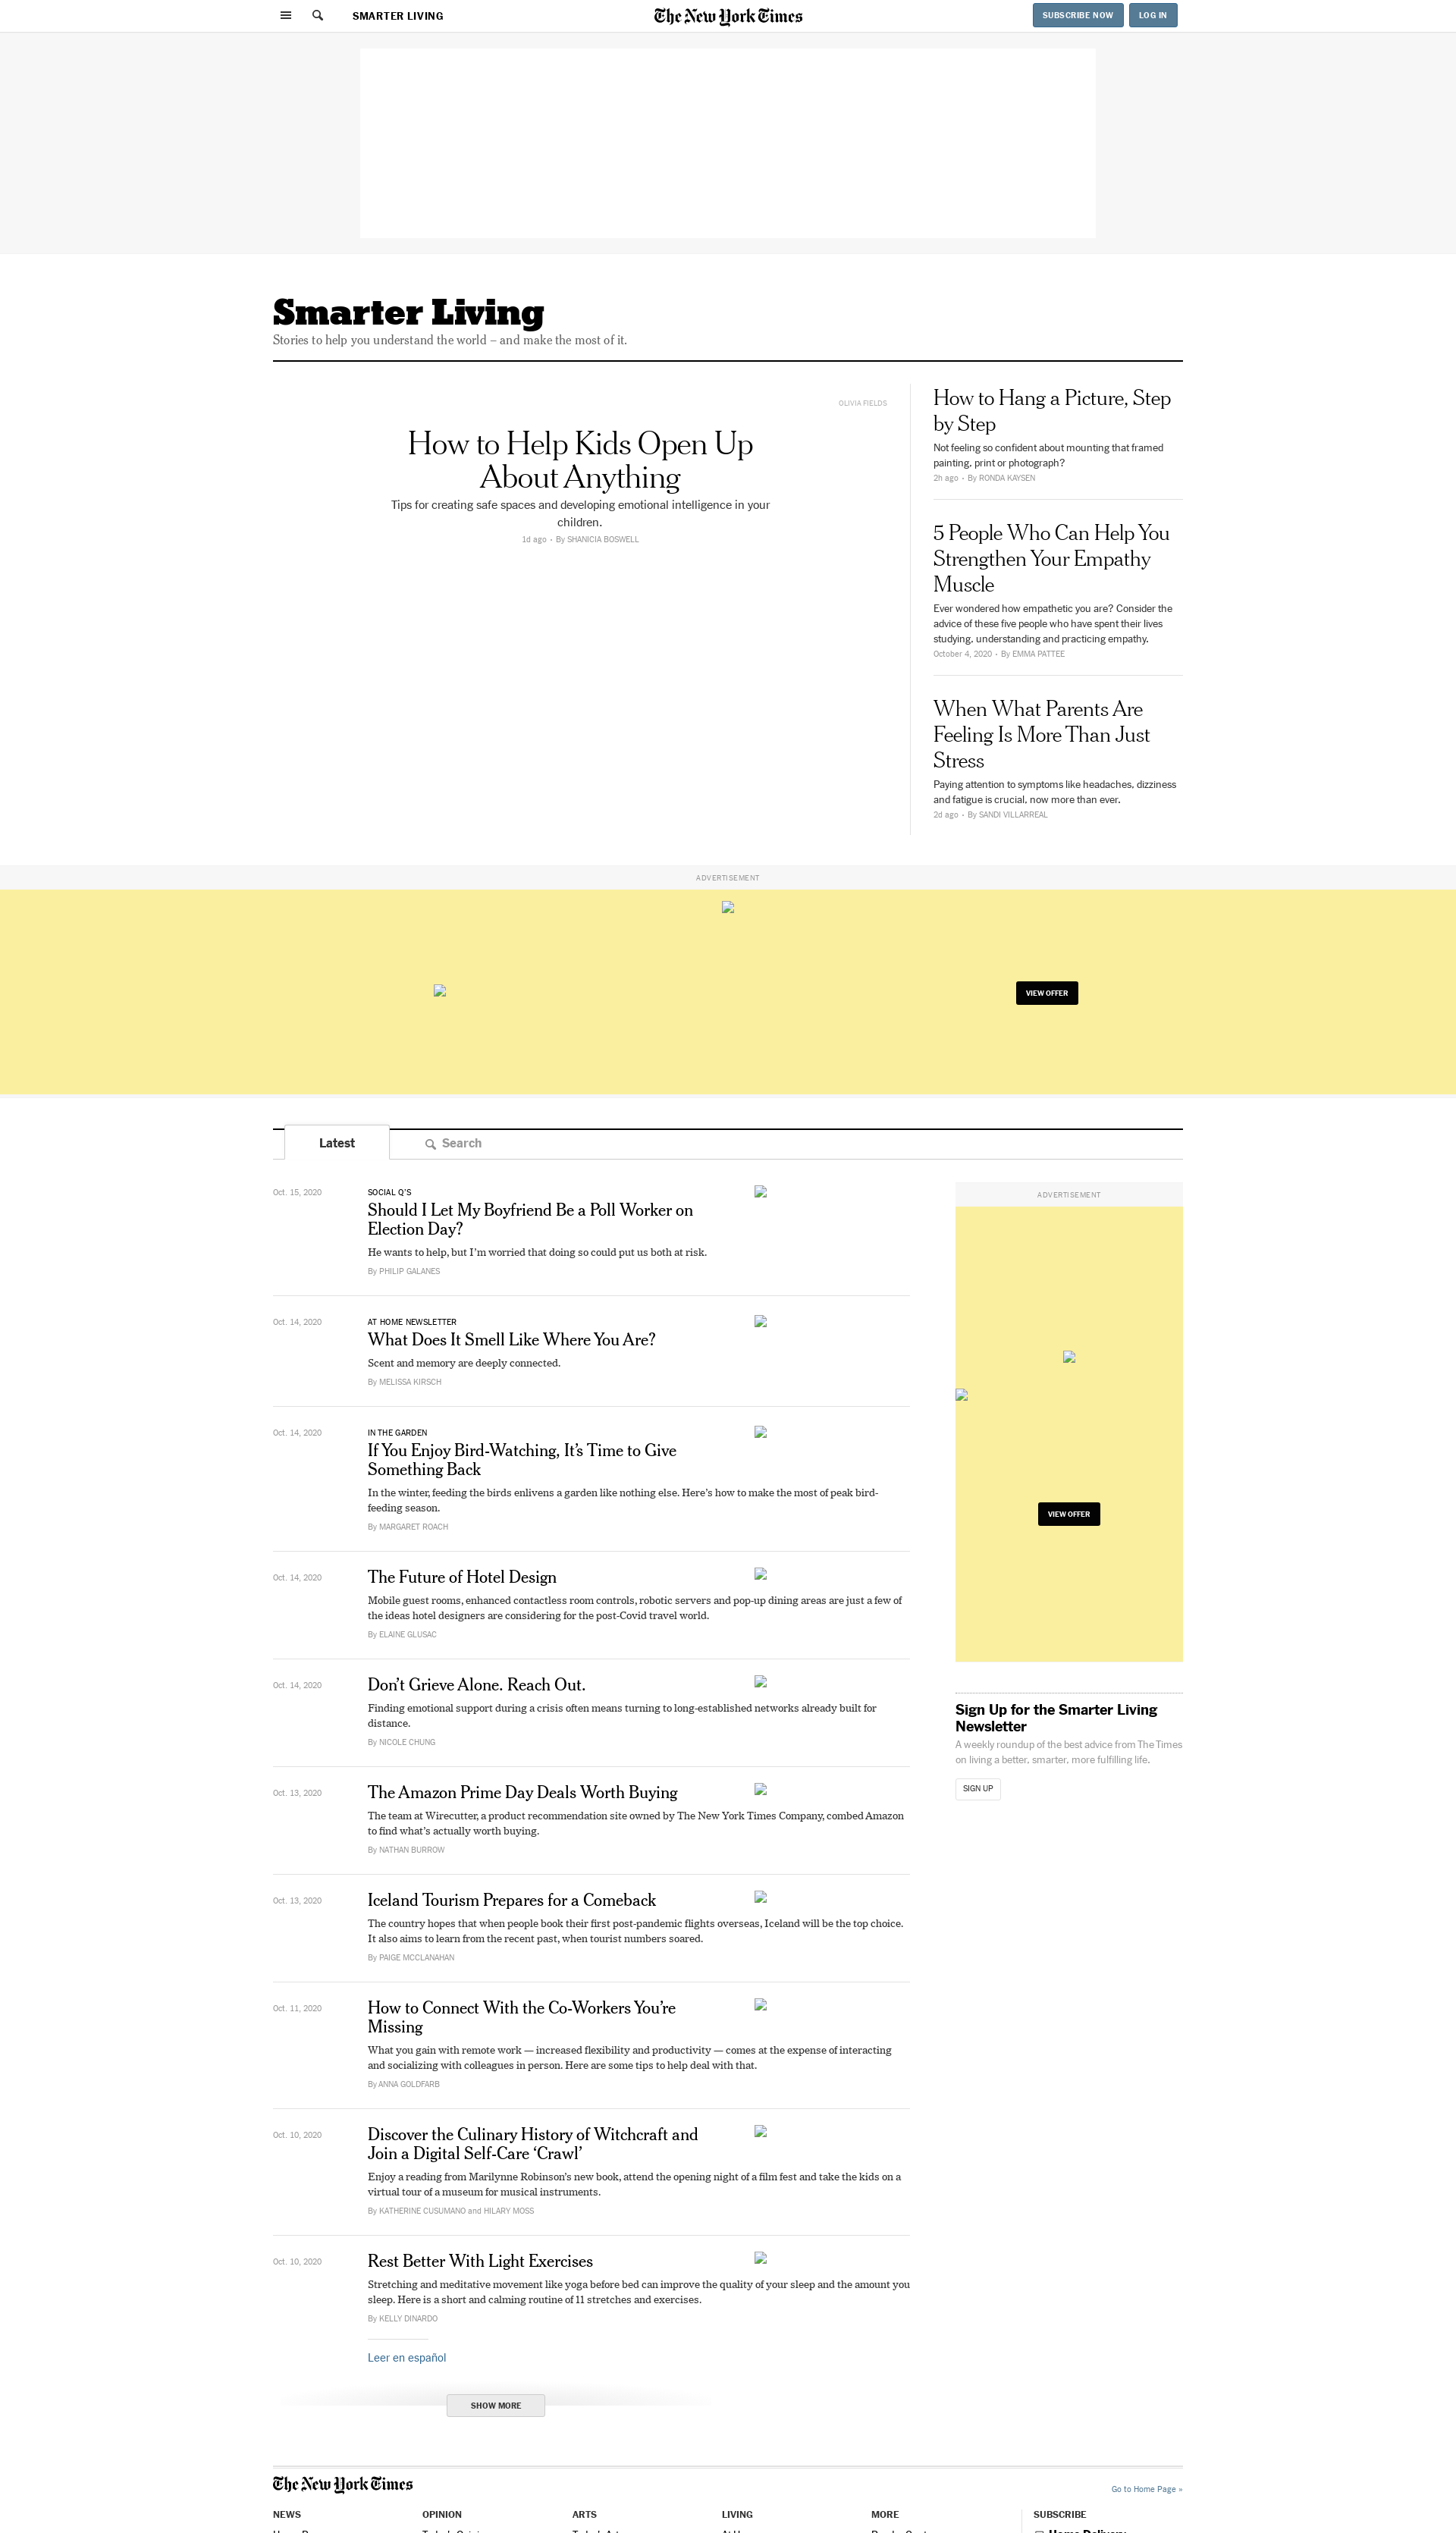 SMARTER LIVING
The New York Times
SUBSCRIBE NOW
LOG IN
Smarter Living
Stories to help you understand the world – and make the most of it.
OLIVIA FIELDS
How to Help Kids Open Up
About Anything
Tips for creating safe spaces and developing emotional intelligence in your
children.
1d ago • By SHANICIA BOSWELL
How to Hang a Picture, Step
by Step
Not feeling so confident about mounting that framed
painting, print or photograph?
2h ago • By RONDA KAYSEN
5 People Who Can Help You
Strengthen Your Empathy
Muscle
Ever wondered how empathetic you are? Consider the
advice of these five people who have spent their lives
studying, understanding and practicing empathy.
October 4, 2020 • By EMMA PATTEE
When What Parents Are
Feeling Is More Than Just
Stress
Paying attention to symptoms like headaches, dizziness
and fatigue is crucial, now more than ever.
2d ago • By SANDI VILLARREAL
ADVERTISEMENT
VIEW OFFER
Latest
Search
Oct. 15, 2020
SOCIAL Q'S
Should I Let My Boyfriend Be a Poll Worker on
Election Day?
He wants to help, but I'm worried that doing so could put us both at risk.
By PHILIP GALANES
Oct. 14, 2020
AT HOME NEWSLETTER
What Does It Smell Like Where You Are?
Scent and memory are deeply connected.
By MELISSA KIRSCH
Oct. 14, 2020
IN THE GARDEN
If You Enjoy Bird-Watching, It's Time to Give
Something Back
In the winter, feeding the birds enlivens a garden like nothing else. Here's how to make the most of peak bird-
feeding season.
By MARGARET ROACH
Oct. 14, 2020
The Future of Hotel Design
Mobile guest rooms, enhanced contactless room controls, robotic servers and pop-up dining areas are just a few of
the ideas hotel designers are considering for the post-Covid travel world.
By ELAINE GLUSAC
Oct. 14, 2020
Don't Grieve Alone. Reach Out.
Finding emotional support during a crisis often means turning to long-established networks already built for
distance.
By NICOLE CHUNG
Oct. 13, 2020
The Amazon Prime Day Deals Worth Buying
The team at Wirecutter, a product recommendation site owned by The New York Times Company, combed Amazon
to find what's actually worth buying.
By NATHAN BURROW
Oct. 13, 2020
Iceland Tourism Prepares for a Comeback
The country hopes that when people book their first post-pandemic flights overseas, Iceland will be the top choice.
It also aims to learn from the recent past, when tourist numbers soared.
By PAIGE MCCLANAHAN
Oct. 11, 2020
How to Connect With the Co-Workers You're
Missing
What you gain with remote work — increased flexibility and productivity — comes at the expense of interacting
and socializing with colleagues in person. Here are some tips to help deal with that.
By ANNA GOLDFARB
Oct. 10, 2020
Discover the Culinary History of Witchcraft and
Join a Digital Self-Care 'Crawl'
Enjoy a reading from Marilynne Robinson's new book, attend the opening night of a film fest and take the kids on a
virtual tour of a museum for musical instruments.
By KATHERINE CUSUMANO and HILARY MOSS
Oct. 10, 2020
Rest Better With Light Exercises
Stretching and meditative movement like yoga before bed can improve the quality of your sleep and the amount you
sleep. Here is a short and calming routine of 11 stretches and exercises.
By KELLY DINARDO
Leer en español
SHOW MORE
ADVERTISEMENT
VIEW OFFER
Sign Up for the Smarter Living
Newsletter
A weekly roundup of the best advice from The Times
on living a better, smarter, more fulfilling life.
SIGN UP
The New York Times
Go to Home Page »
NEWS
OPINION
ARTS
LIVING
MORE
SUBSCRIBE